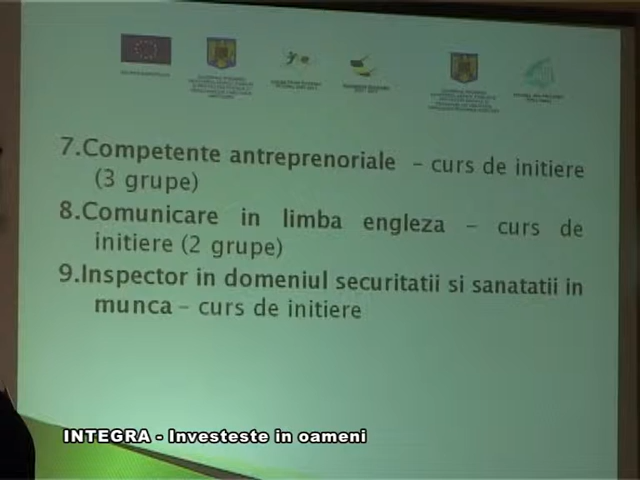 7.Competente antreprenoriale – curs de initiere
(3 grupe)
8.Comunicare in limba engleza – curs de
initiere (2 grupe)
9.Inspector in domeniul securitatii si sanatatii in
munca – curs de initiere
INTEGRA - Investeste in oameni